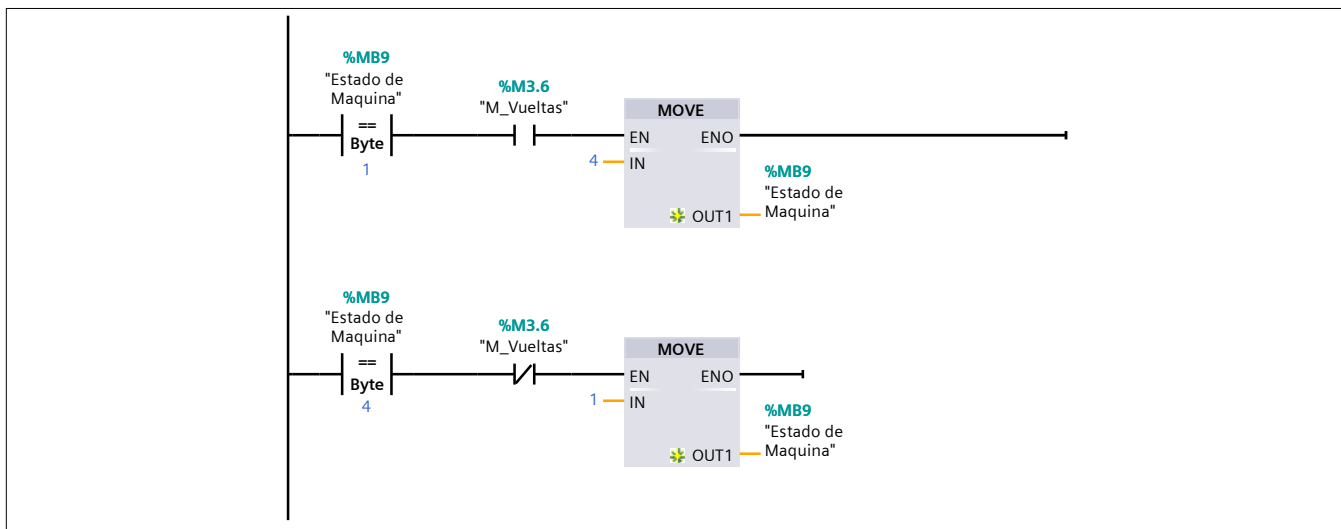 %MB9
"Estado de
Maquina"
==
Byte
1
%M3.6
"M_Vueltas"
MOVE
EN ENO
4 IN
OUT1
%MB9
"Estado de
Maquina"
%MB9
"Estado de
Maquina"
==
Byte
4
%M3.6
"M_Vueltas"
MOVE
EN ENO
1 IN
OUT1
%MB9
"Estado de
Maquina"